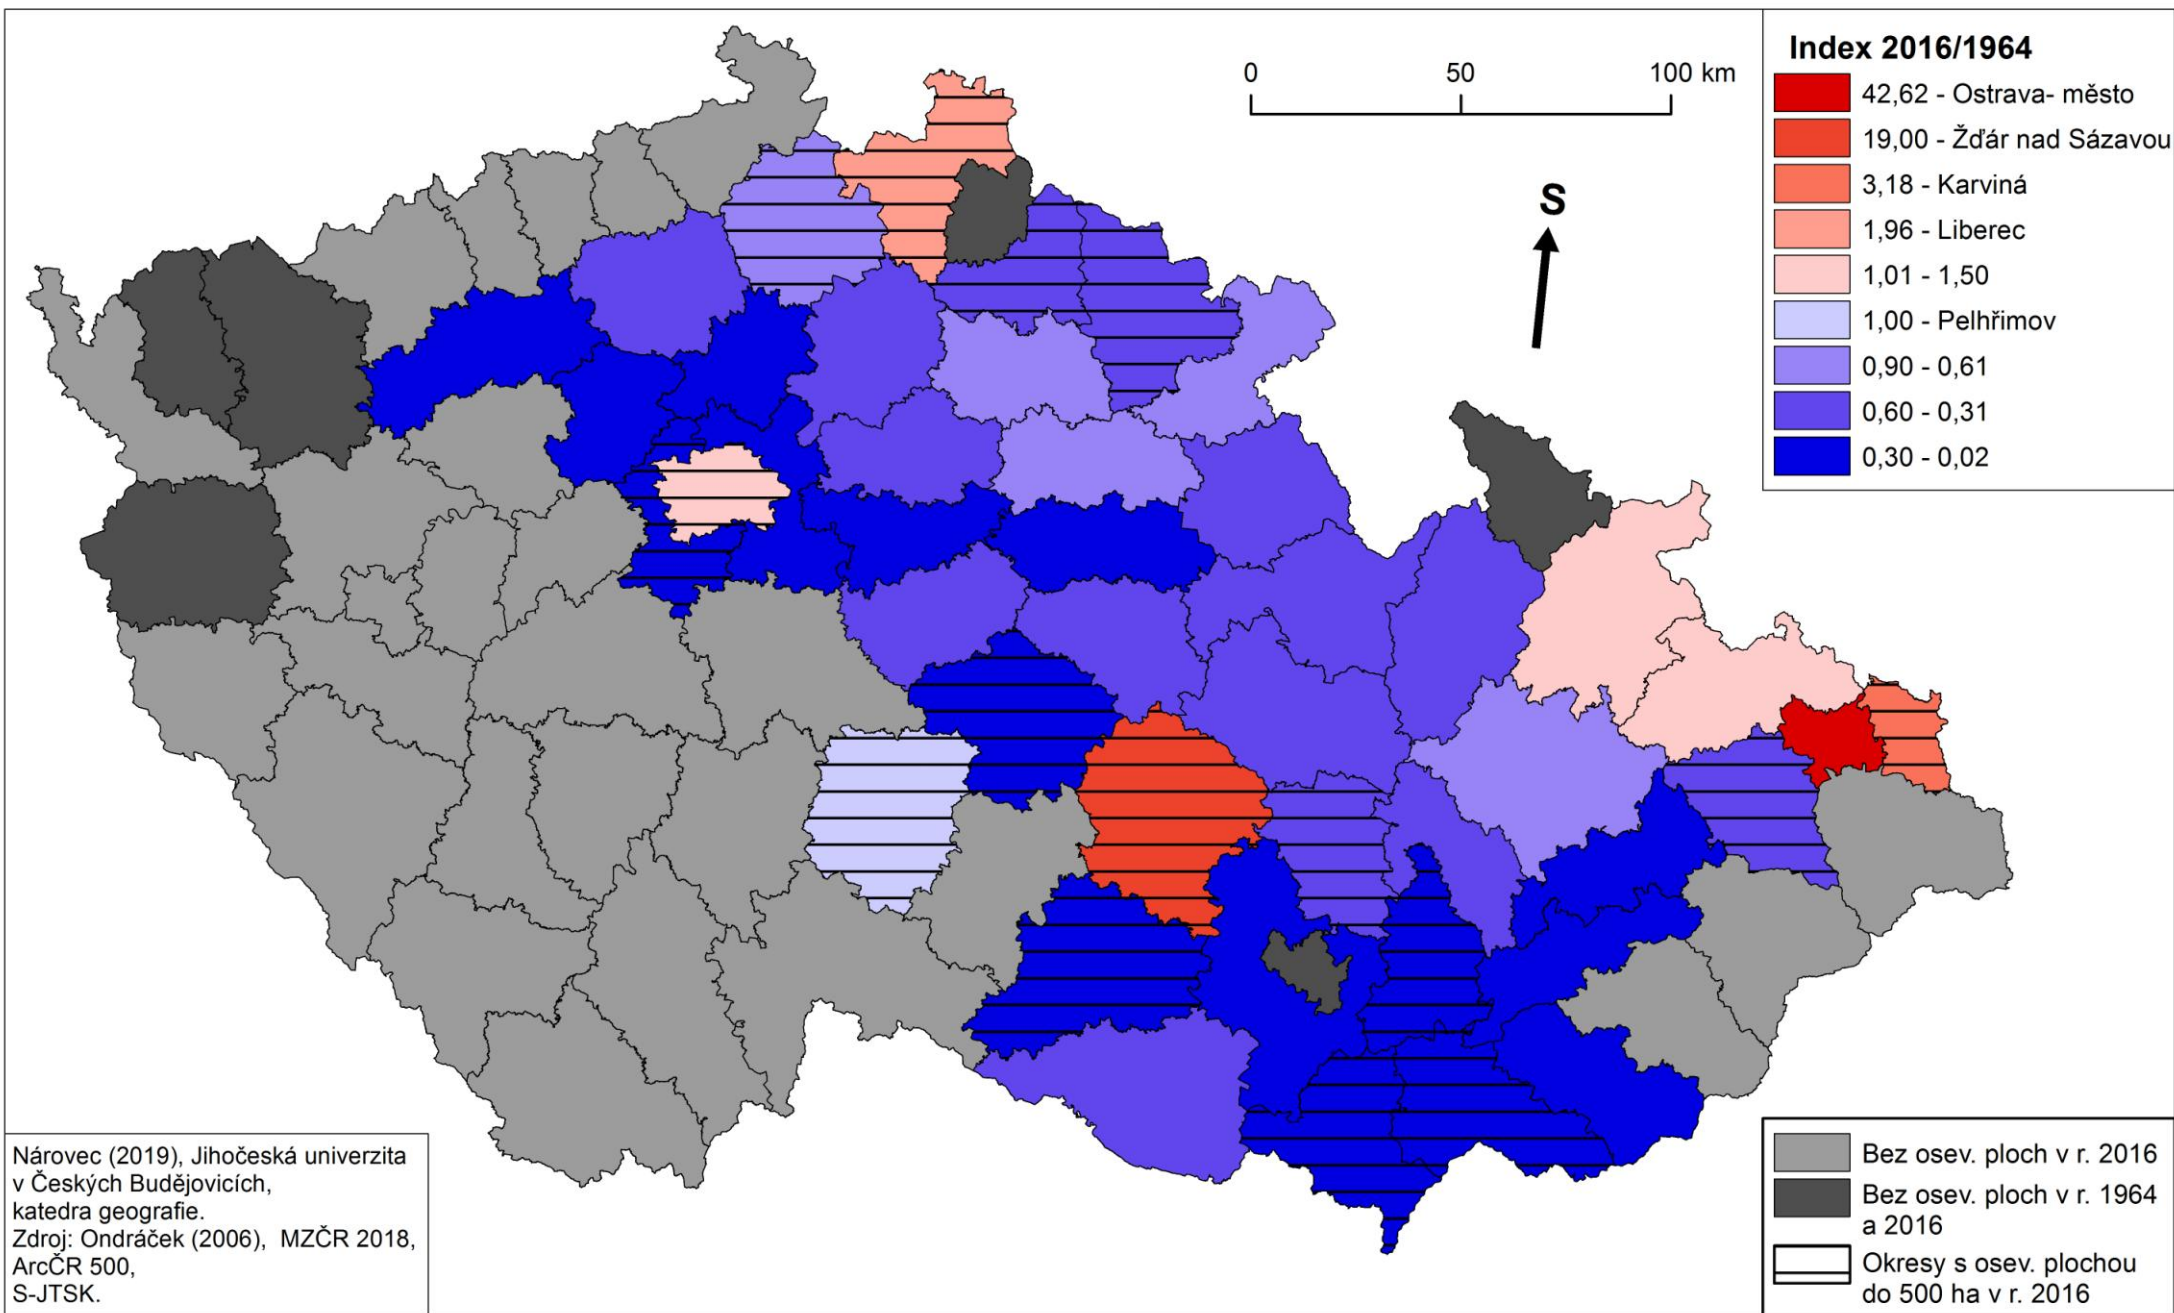 0 50 100 km
Index 2016/1964
42,62 - Ostrava- město
19,00 - Žďár nad Sázavou
3,18 - Karviná
1,96 - Liberec
1,01 - 1,50
1,00 - Pelhřimov
0,90 - 0,61
0,60 - 0,31
0,30 - 0,02
S
Nárovec (2019), Jihočeská univerzita
v Českých Budějovicích,
katedra geografie.
Zdroj: Ondráček (2006), MZČR 2018,
ArcČR 500,
S-JTSK.
Bez osev. ploch v r. 2016
Bez osev. ploch v r. 1964
a 2016
Okresy s osev. plochou
do 500 ha v r. 2016